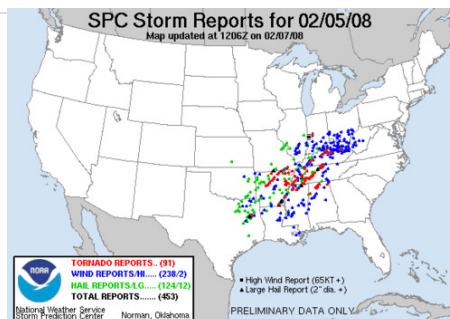 SPC Storm Reports for 02/05/08
Map updated at 1206Z on 02/07/08
TORNADO REPORTS.. (91)
WIND REPORTS/HI..... (238/2)
HAIL REPORTS/LG..... (124/12)
TOTAL REPORTS...... (453)
NOAA
National Weather Service
Storm Prediction Center
Norman, Oklahoma
High Wind Report (65KT +)
Large Hail Report (2" dia. +)
PRELIMINARY DATA ONLY